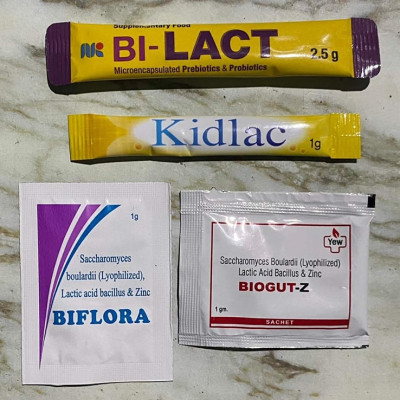 Supplementary Food
BI-LACT
2.5 g
Microencapsulated Prebiotics & Probiotics
Kidlac
1g
1g
Saccharomyces
boulardii (Lyophilized),
Lactic acid bacillus & Zinc
BIFLORA
Yew
Saccharomyces Boulardii (Lyophilized)
Lactic Acid Bacillus & Zinc
BIOGUT-Z
1 gm.
SACHET